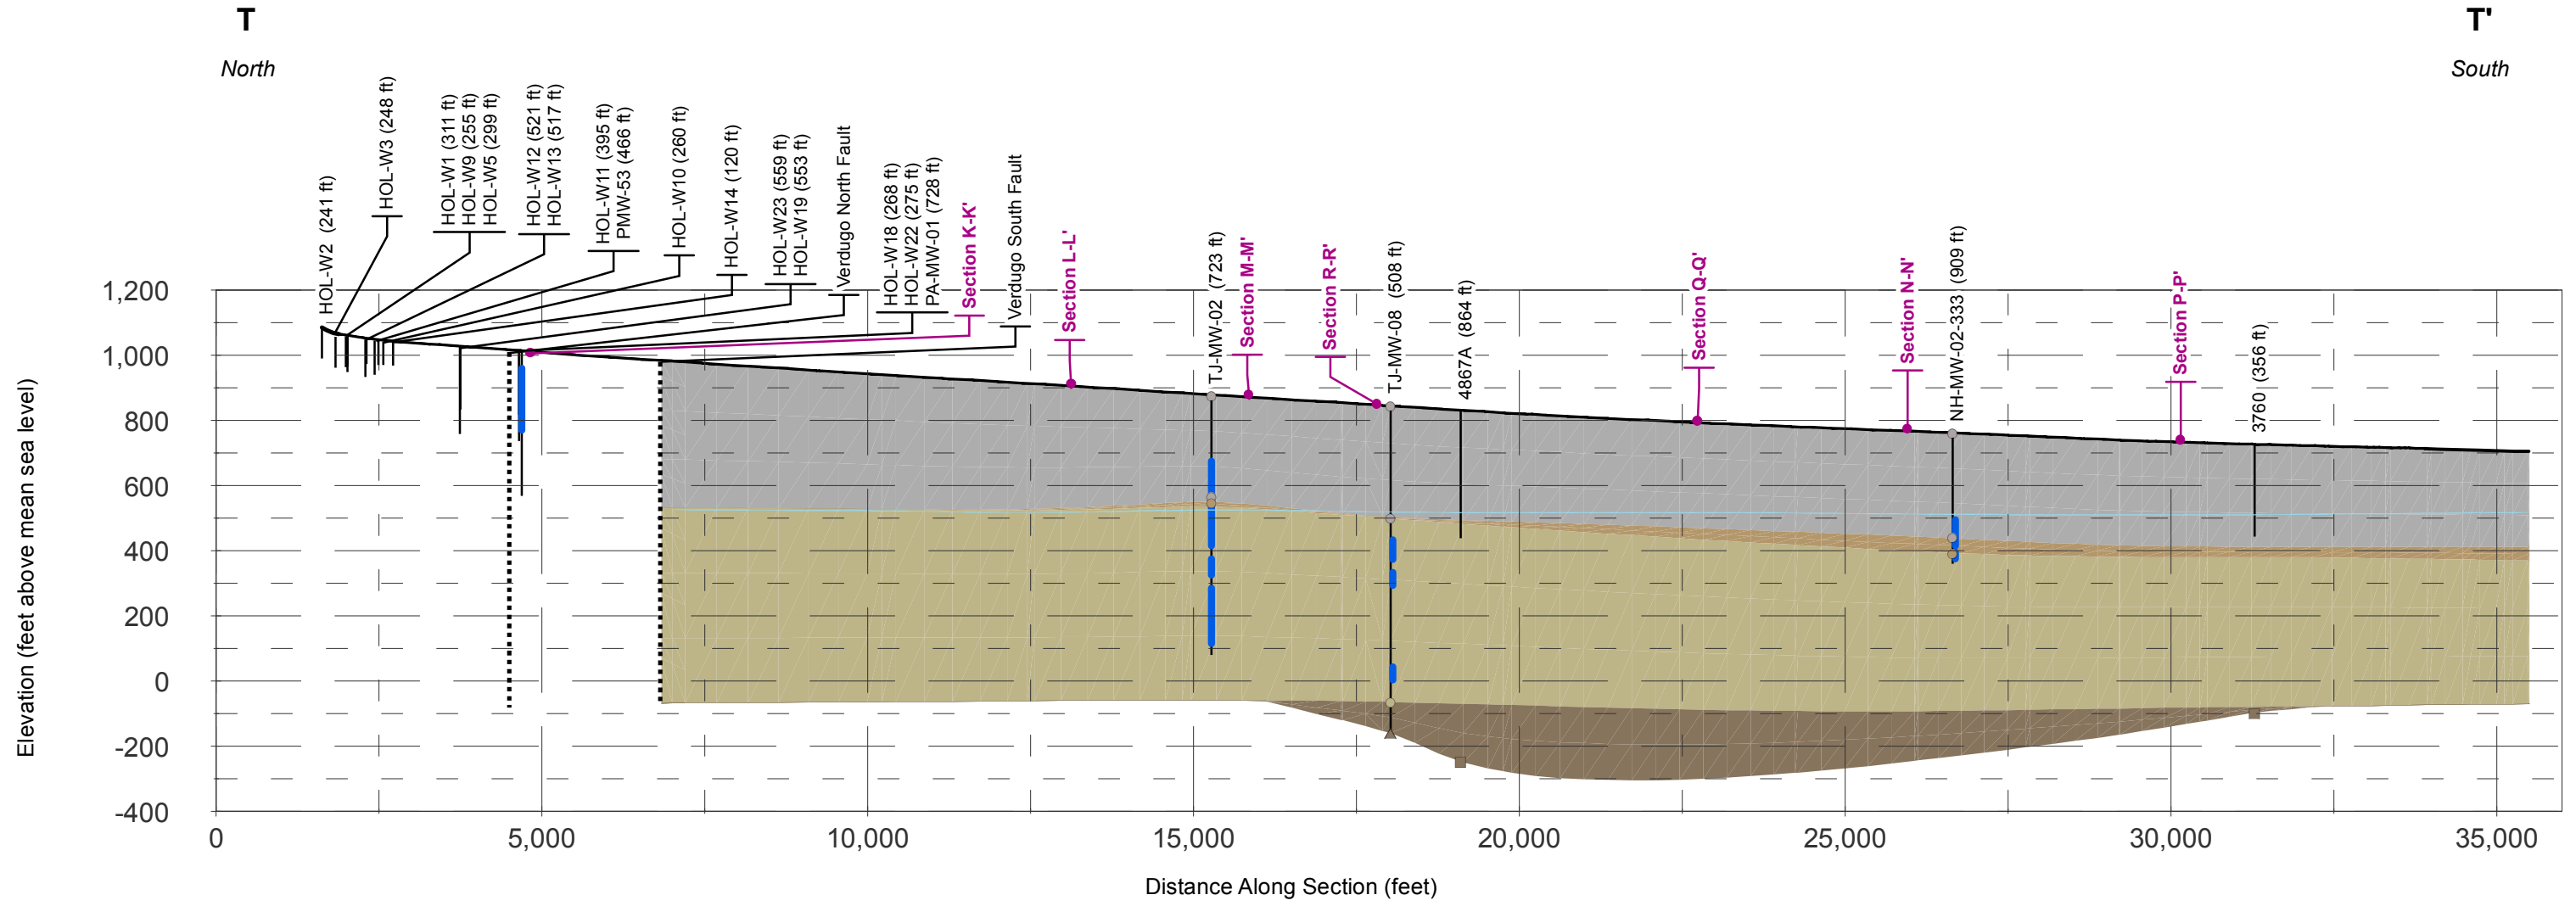 T
T'
North
South
HOL-W2 (241 ft)
HOL-W3 (248 ft)
HOL-W1 (311 ft)
HOL-W9 (255 ft)
HOL-W5 (299 ft)
HOL-W12 (521 ft)
HOL-W13 (517 ft)
HOL-W11 (395 ft)
PMW-53 (466 ft)
HOL-W10 (260 ft)
HOL-W14 (120 ft)
HOL-W23 (559 ft)
HOL-W19 (553 ft)
Verdugo North Fault
HOL-W18 (268 ft)
HOL-W22 (275 ft)
PA-MW-01 (728 ft)
Section K-K'
Verdugo South Fault
Section L-L'
TJ-MW-02 (723 ft)
Section M-M'
Section R-R'
TJ-MW-08 (508 ft)
4867A (864 ft)
Section Q-Q'
Section N-N'
NH-MW-02-333 (909 ft)
Section P-P'
3760 (356 ft)
Elevation (feet above mean sea level)
1,200
1,000
800
600
400
200
0
-200
-400
0
5,000
10,000
15,000
20,000
25,000
30,000
35,000
Distance Along Section (feet)